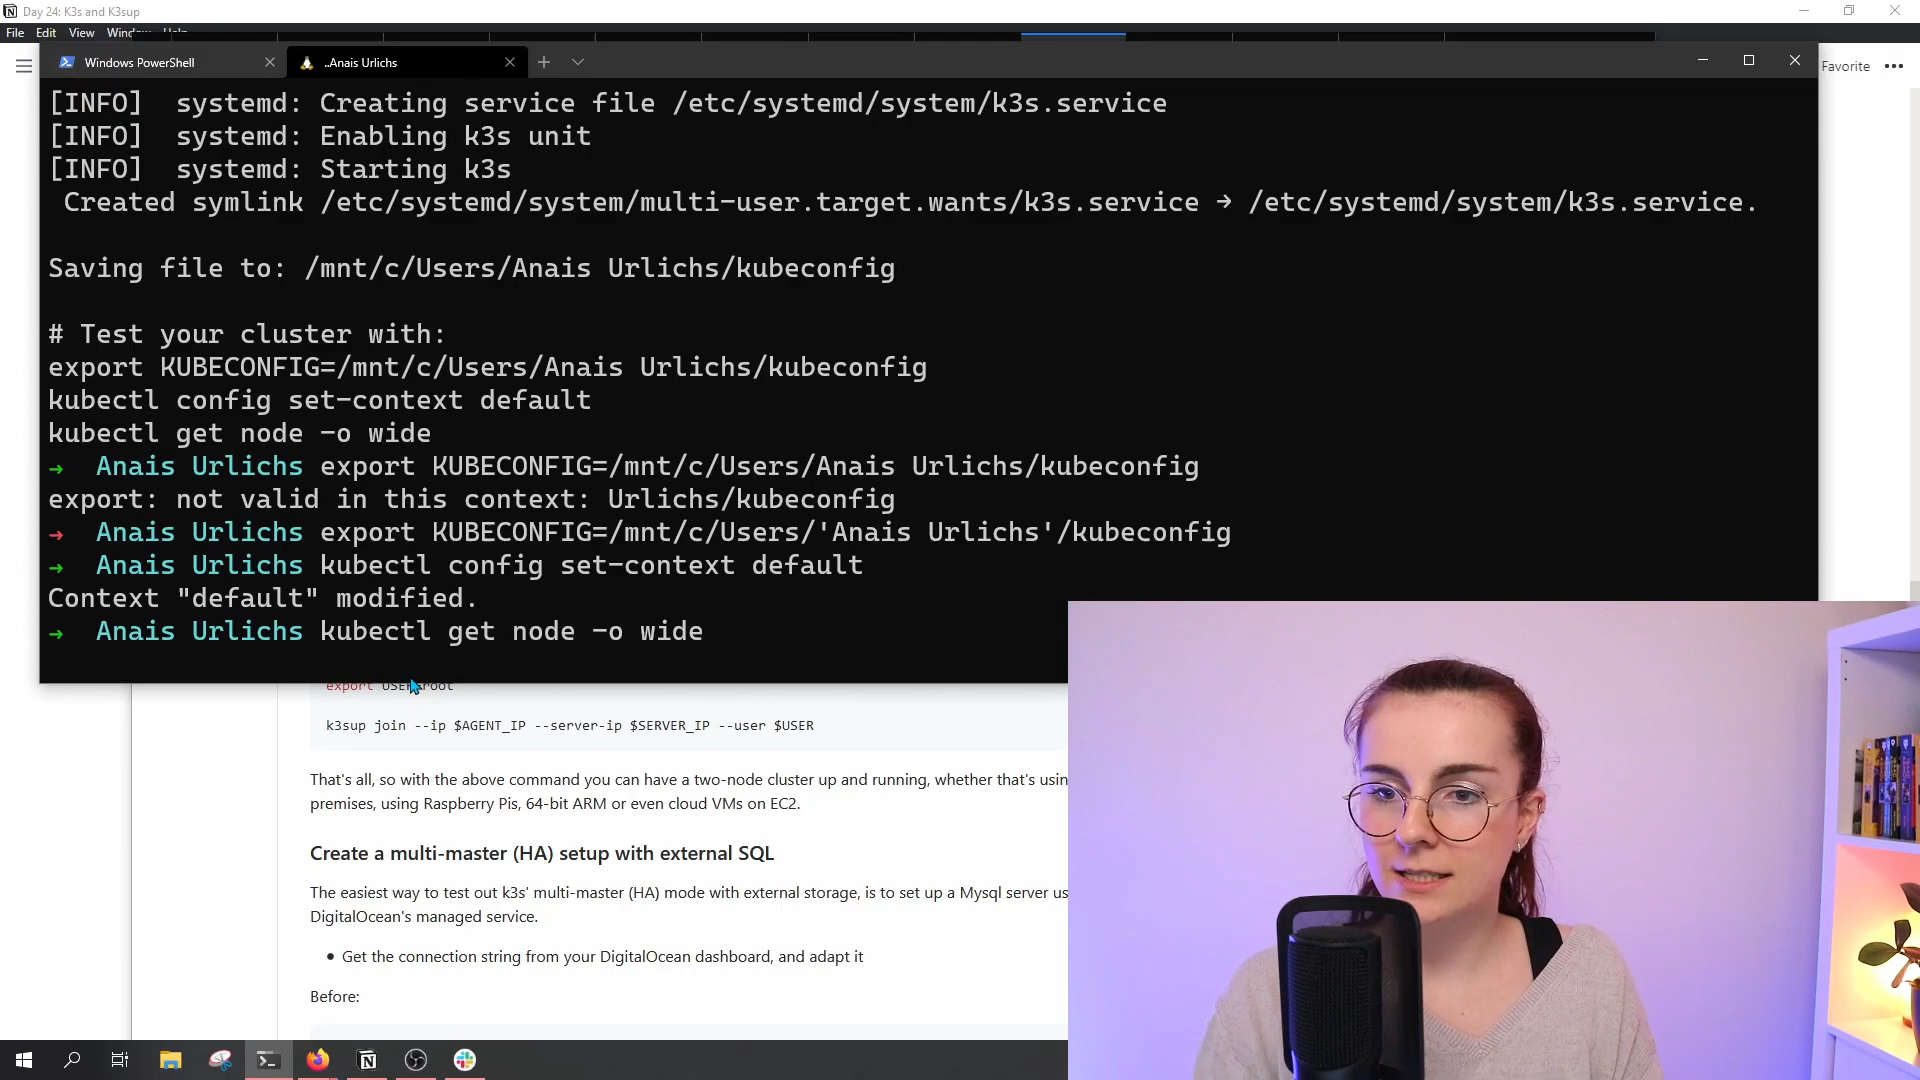 Day 24: K3s and K3sup
File Edit View Window Help
Windows PowerShell
..Anais Urlichs
Favorite
[INFO]  systemd: Creating service file /etc/systemd/system/k3s.service
[INFO]  systemd: Enabling k3s unit
[INFO]  systemd: Starting k3s
Created symlink /etc/systemd/system/multi-user.target.wants/k3s.service → /etc/systemd/system/k3s.service.
Saving file to: /mnt/c/Users/Anais Urlichs/kubeconfig
# Test your cluster with:
export KUBECONFIG=/mnt/c/Users/Anais Urlichs/kubeconfig
kubectl config set-context default
kubectl get node -o wide
→ Anais Urlichs export KUBECONFIG=/mnt/c/Users/Anais Urlichs/kubeconfig
export: not valid in this context: Urlichs/kubeconfig
→ Anais Urlichs export KUBECONFIG=/mnt/c/Users/'Anais Urlichs'/kubeconfig
→ Anais Urlichs kubectl config set-context default
Context "default" modified.
→ Anais Urlichs kubectl get node -o wide
export USER=root
k3sup join --ip $AGENT_IP --server-ip $SERVER_IP --user $USER
That's all, so with the above command you can have a two-node cluster up and running, whether that's usin
premises, using Raspberry Pis, 64-bit ARM or even cloud VMs on EC2.
Create a multi-master (HA) setup with external SQL
The easiest way to test out k3s' multi-master (HA) mode with external storage, is to set up a Mysql server us
DigitalOcean's managed service.
• Get the connection string from your DigitalOcean dashboard, and adapt it
Before: